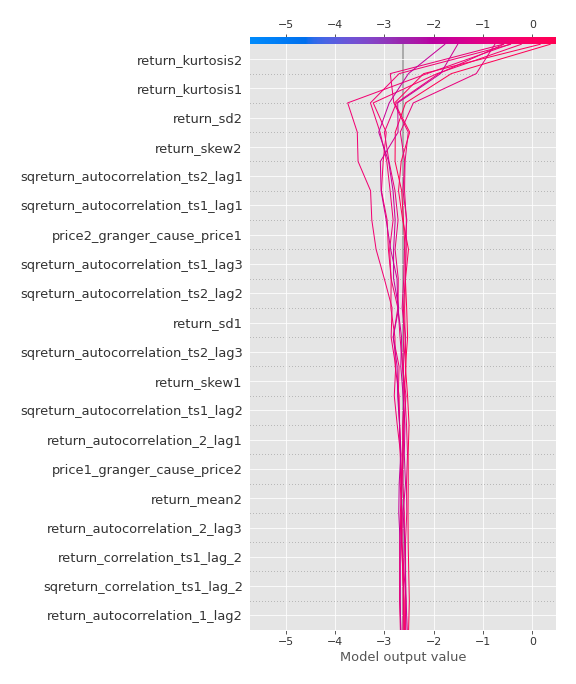 −5 −4 −3 −2 −1 0
return_kurtosis2
return_kurtosis1
return_sd2
return_skew2
sqreturn_autocorrelation_ts2_lag1
sqreturn_autocorrelation_ts1_lag1
price2_granger_cause_price1
sqreturn_autocorrelation_ts1_lag3
sqreturn_autocorrelation_ts2_lag2
return_sd1
sqreturn_autocorrelation_ts2_lag3
return_skew1
sqreturn_autocorrelation_ts1_lag2
return_autocorrelation_2_lag1
price1_granger_cause_price2
return_mean2
return_autocorrelation_2_lag3
return_correlation_ts1_lag_2
sqreturn_correlation_ts1_lag_2
return_autocorrelation_1_lag2
−5 −4 −3 −2 −1 0
Model output value